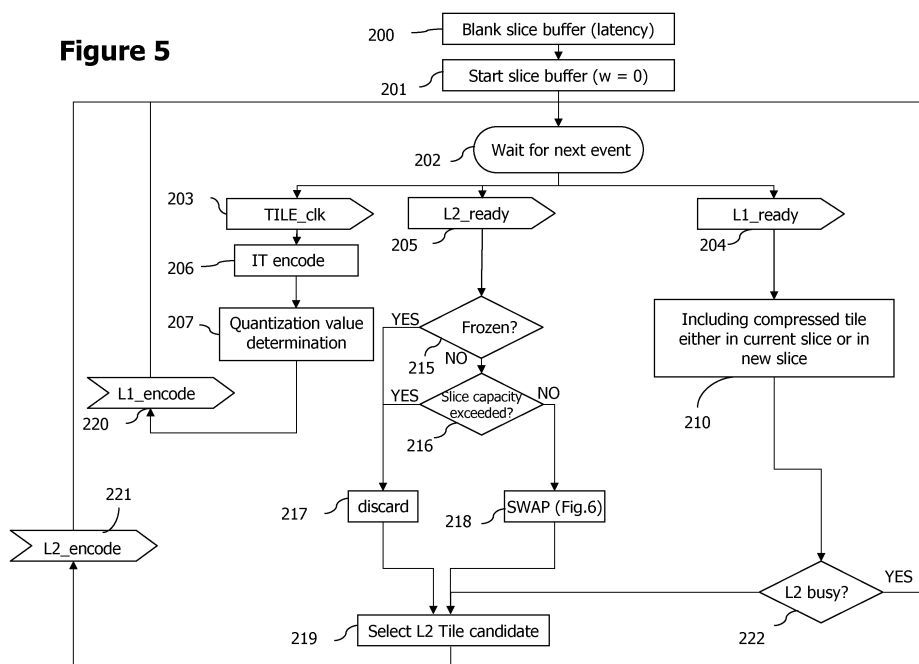 Figure 5
200
Blank slice buffer (latency)
201
Start slice buffer (w = 0)
202
Wait for next event
203
TILE_clk
205
L2_ready
204
L1_ready
206
IT encode
207
Quantization value
determination
YES
Frozen?
215
NO
Including compressed tile
either in current slice or in
new slice
210
L1_encode
220
YES
Slice capacity
exceeded?
NO
216
221
L2_encode
217
discard
218
SWAP (Fig.6)
L2 busy?
YES
222
219
Select L2 Tile candidate